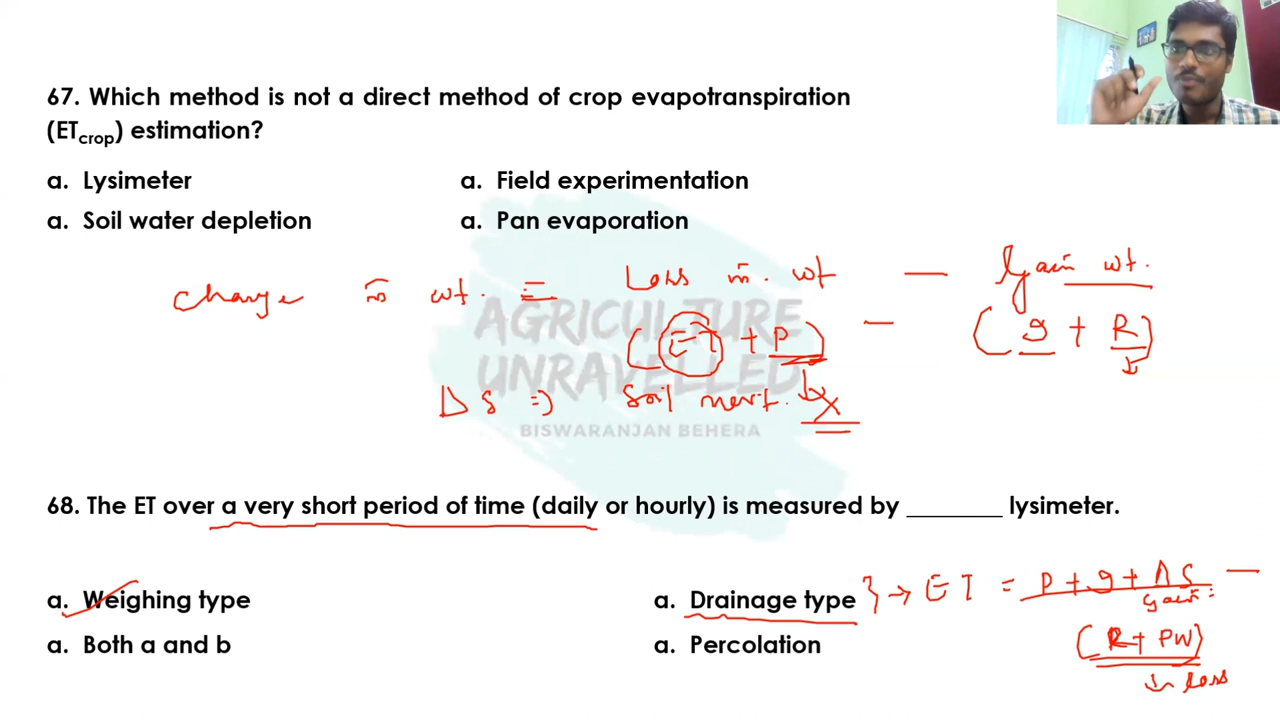 67. Which method is not a direct method of crop evapotranspiration
(ETcrop) estimation?
a. Lysimeter
a. Field experimentation
a. Soil water depletion
a. Pan evaporation
Change in wt. = Loss in. wt — Gain wt.
(ET + P) — (g + R)
ΔS => Soil
AGRICULTURE
UNRAVELLED
BISWARANJAN BEHERA
68. The ET over a very short period of time (daily or hourly) is measured by ________ lysimeter.
a. Weighing type
a. Drainage type } → ET = P + g + ΔS —
gain:
a. Both a and b
a. Percolation
(R + PW)
↓ loss